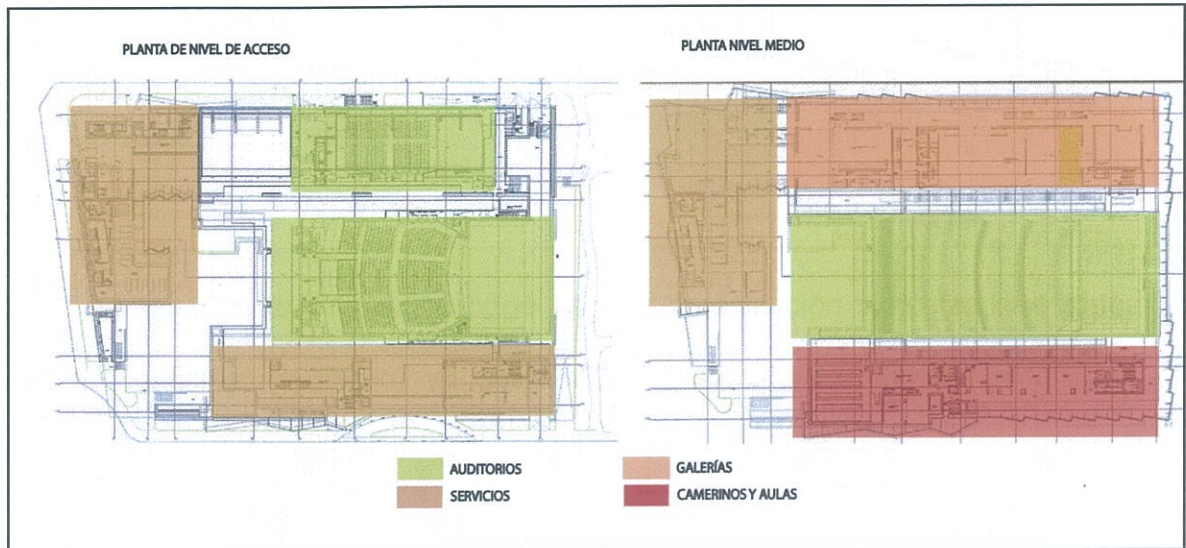 PLANTA DE NIVEL DE ACCESO
PLANTA NIVEL MEDIO
AUDITORIOS
SERVICIOS
GALERÍAS
CAMERINOS Y AULAS